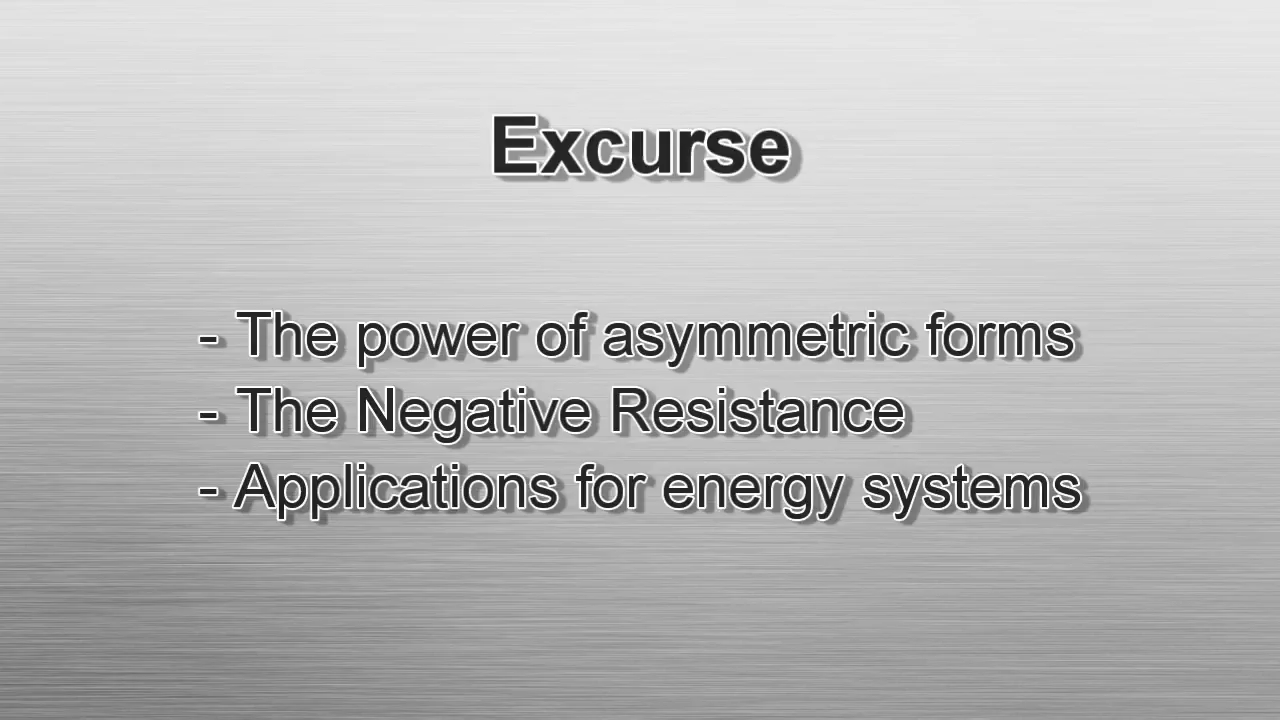 Excurse
- The power of asymmetric forms
- The Negative Resistance
- Applications for energy systems